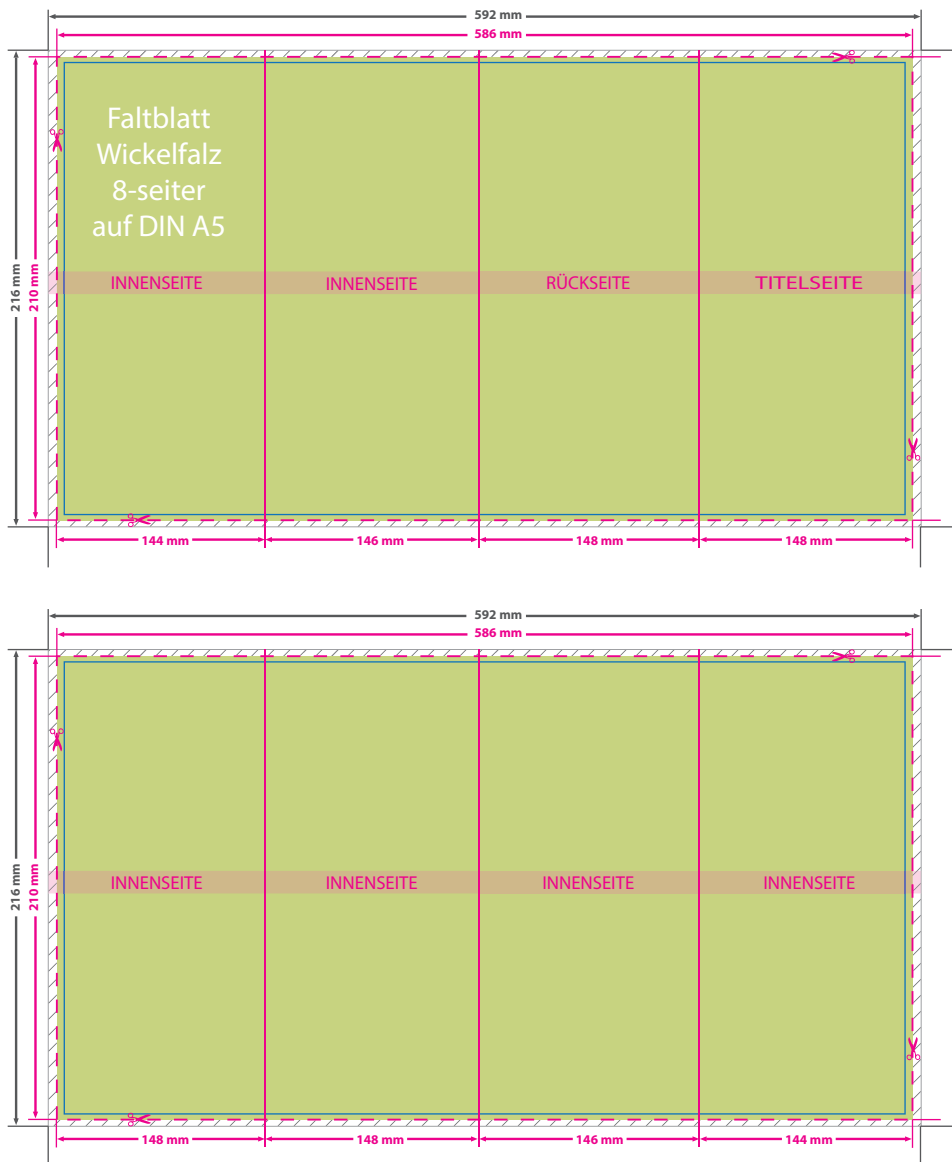 592 mm
586 mm
Faltblatt
Wickelfalz
8-seiter
auf DIN A5
216 mm
210 mm
INNENSEITE
INNENSEITE
RÜCKSEITE
TITELSEITE
144 mm
146 mm
148 mm
148 mm
592 mm
586 mm
216 mm
210 mm
INNENSEITE
INNENSEITE
INNENSEITE
INNENSEITE
148 mm
148 mm
146 mm
144 mm